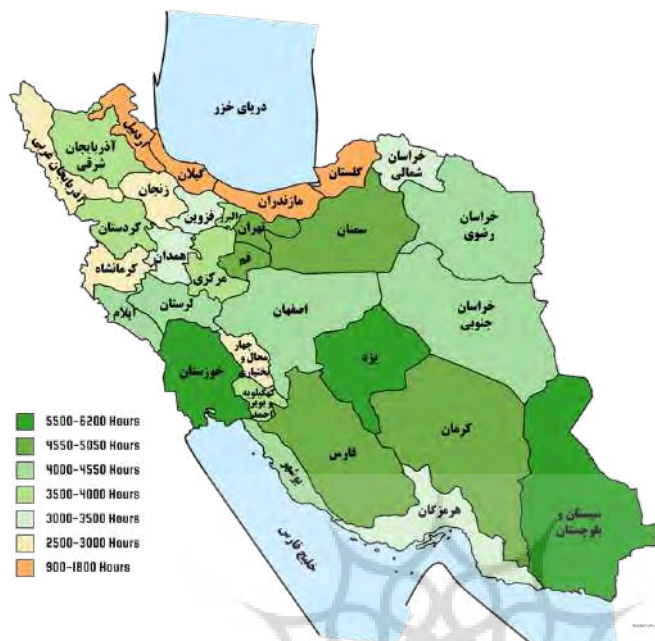 دریای خزر
اردبیل
آذربایجان
شرقی
آذربایجان غربی
گیلان
زنجان
مازندران
گلستان
خراسان
شمالی
خراسان
رضوی
کردستان
قزوین
البرز
تهران
سمنان
همدان
کرمانشاه
قم
مرکزی
ایلام
لرستان
اصفهان
خراسان
جنوبی
خوزستان
چهار
محال و
بختیاری
یزد
کهگیلویه
و بویر
احمد
کرمان
فارس
بوشهر
هرمزگان
سیستان و
بلوچستان
خلیج فارس
5500-6200 Hours
4550-5050 Hours
4000-4550 Hours
3500-4000 Hours
3000-3500 Hours
2500-3000 Hours
900-1800 Hours